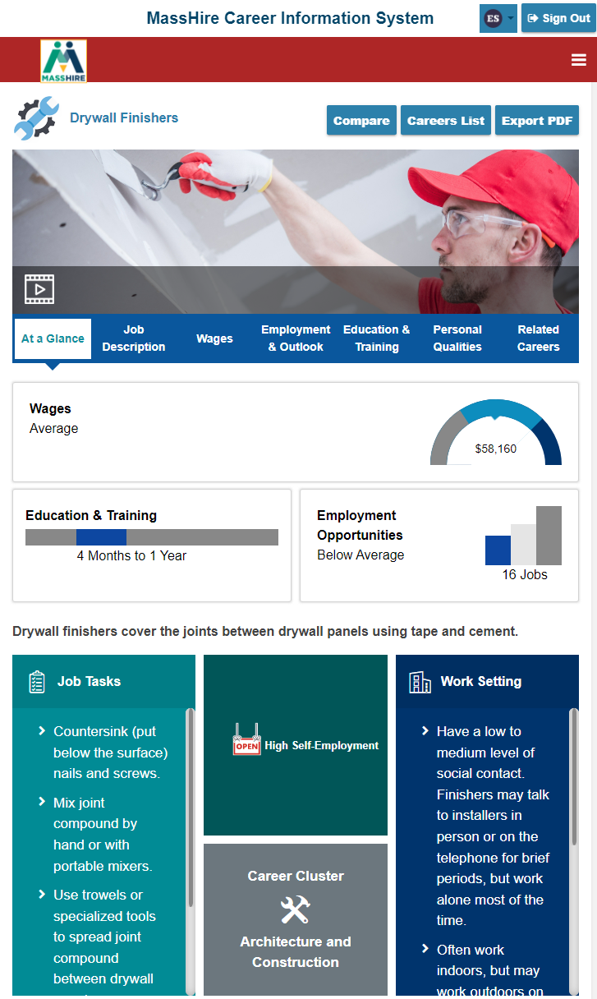 MassHire Career Information System
ES
Sign Out
MASSHIRE
Drywall Finishers
Compare
Careers List
Export PDF
At a Glance
Job
Description
Wages
Employment
& Outlook
Education &
Training
Personal
Qualities
Related
Careers
Wages
Average
$58,160
Education & Training
4 Months to 1 Year
Employment
Opportunities
Below Average
16 Jobs
Drywall finishers cover the joints between drywall panels using tape and cement.
Job Tasks
Countersink (put
below the surface)
nails and screws.
Mix joint
compound by
hand or with
portable mixers.
Use trowels or
specialized tools
to spread joint
compound
between drywall
OPEN
High Self-Employment
Career Cluster
Architecture and
Construction
Work Setting
Have a low to
medium level of
social contact.
Finishers may talk
to installers in
person or on the
telephone for brief
periods, but work
alone most of the
time.
Often work
indoors, but may
work outdoors on